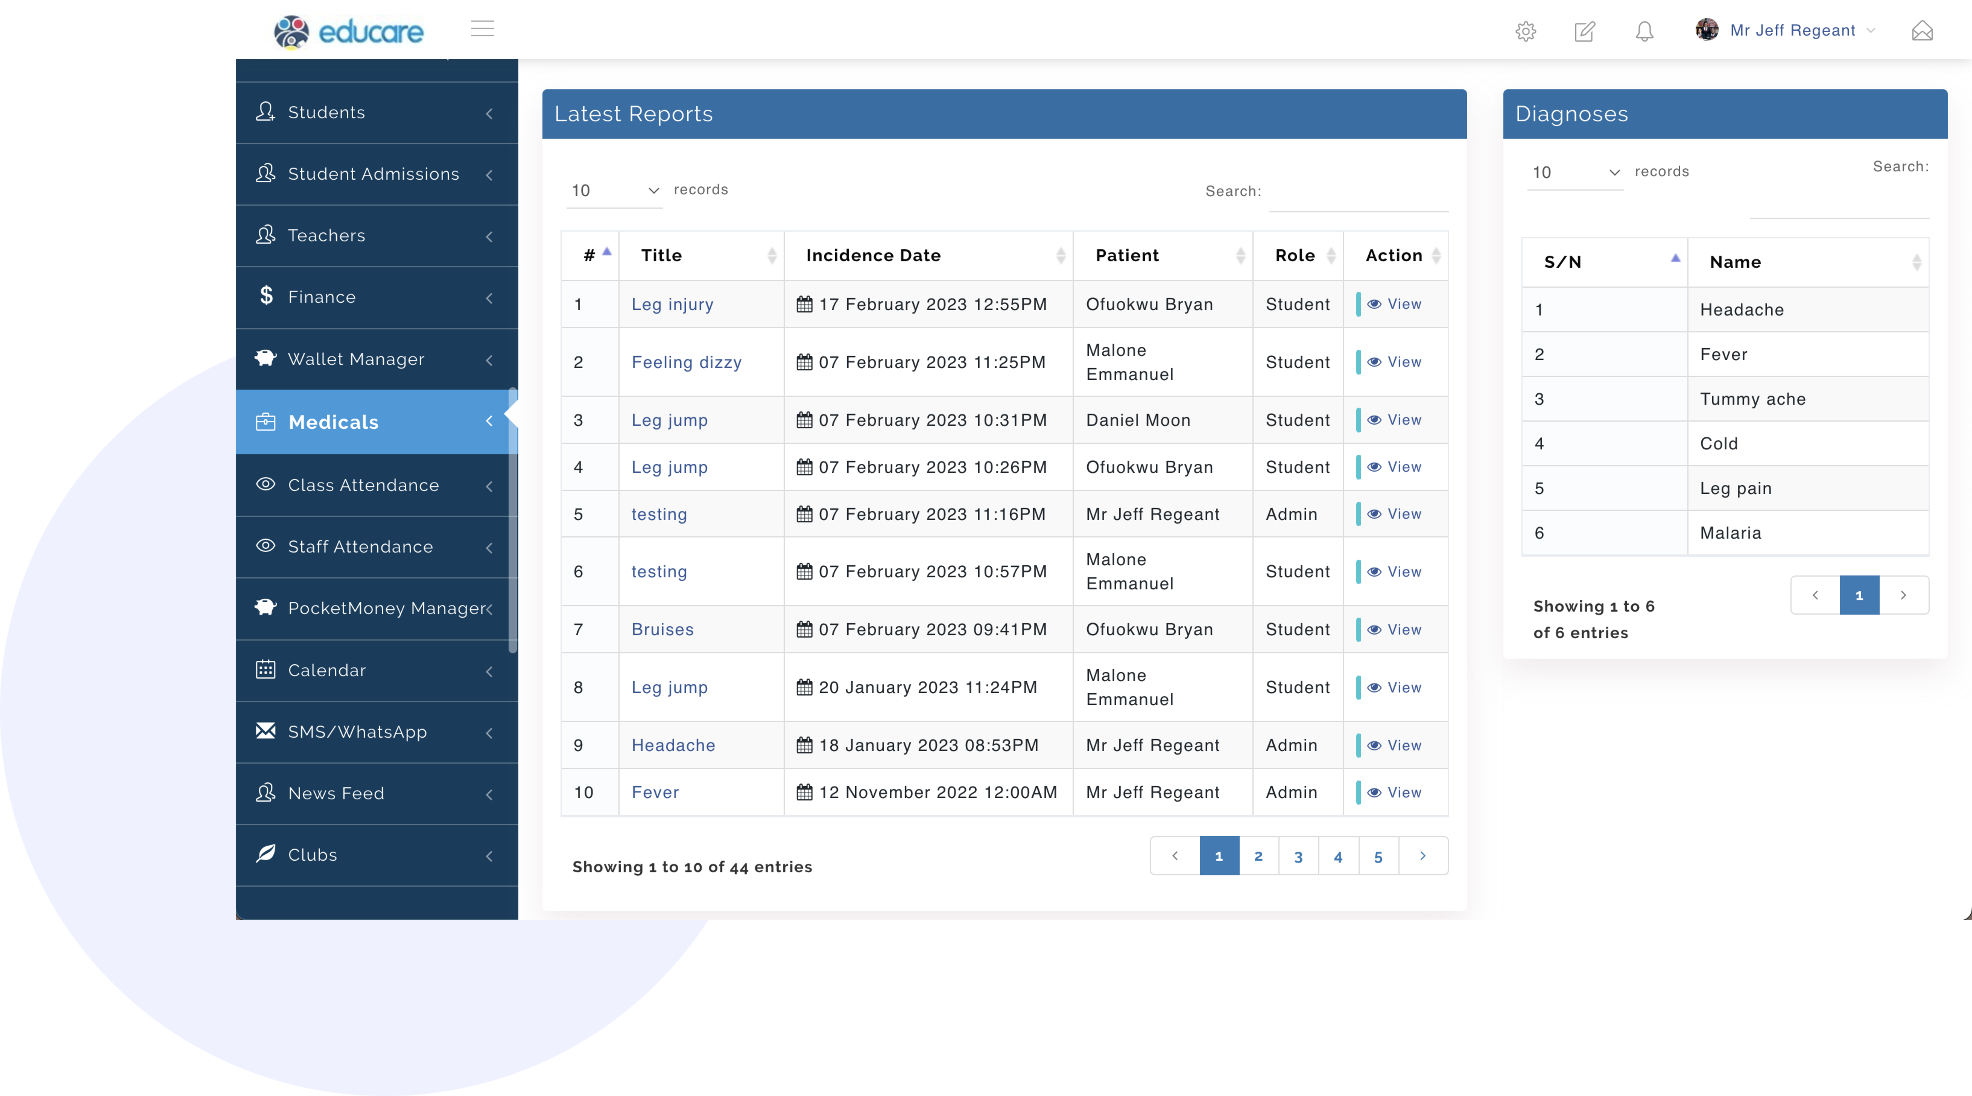 educare
Mr Jeff Regeant
Students
Student Admissions
Teachers
Finance
Wallet Manager
Medicals
Class Attendance
Staff Attendance
PocketMoney Manager
Calendar
SMS/WhatsApp
News Feed
Clubs
Latest Reports
10 records Search:
# Title Incidence Date Patient Role Action
1 Leg injury 17 February 2023 12:55PM Ofuokwu Bryan Student View
2 Feeling dizzy 07 February 2023 11:25PM Malone Emmanuel Student View
3 Leg jump 07 February 2023 10:31PM Daniel Moon Student View
4 Leg jump 07 February 2023 10:26PM Ofuokwu Bryan Student View
5 testing 07 February 2023 11:16PM Mr Jeff Regeant Admin View
6 testing 07 February 2023 10:57PM Malone Emmanuel Student View
7 Bruises 07 February 2023 09:41PM Ofuokwu Bryan Student View
8 Leg jump 20 January 2023 11:24PM Malone Emmanuel Student View
9 Headache 18 January 2023 08:53PM Mr Jeff Regeant Admin View
10 Fever 12 November 2022 12:00AM Mr Jeff Regeant Admin View
Showing 1 to 10 of 44 entries
1 2 3 4 5
Diagnoses
10 records Search:
S/N Name
1 Headache
2 Fever
3 Tummy ache
4 Cold
5 Leg pain
6 Malaria
Showing 1 to 6
of 6 entries
1